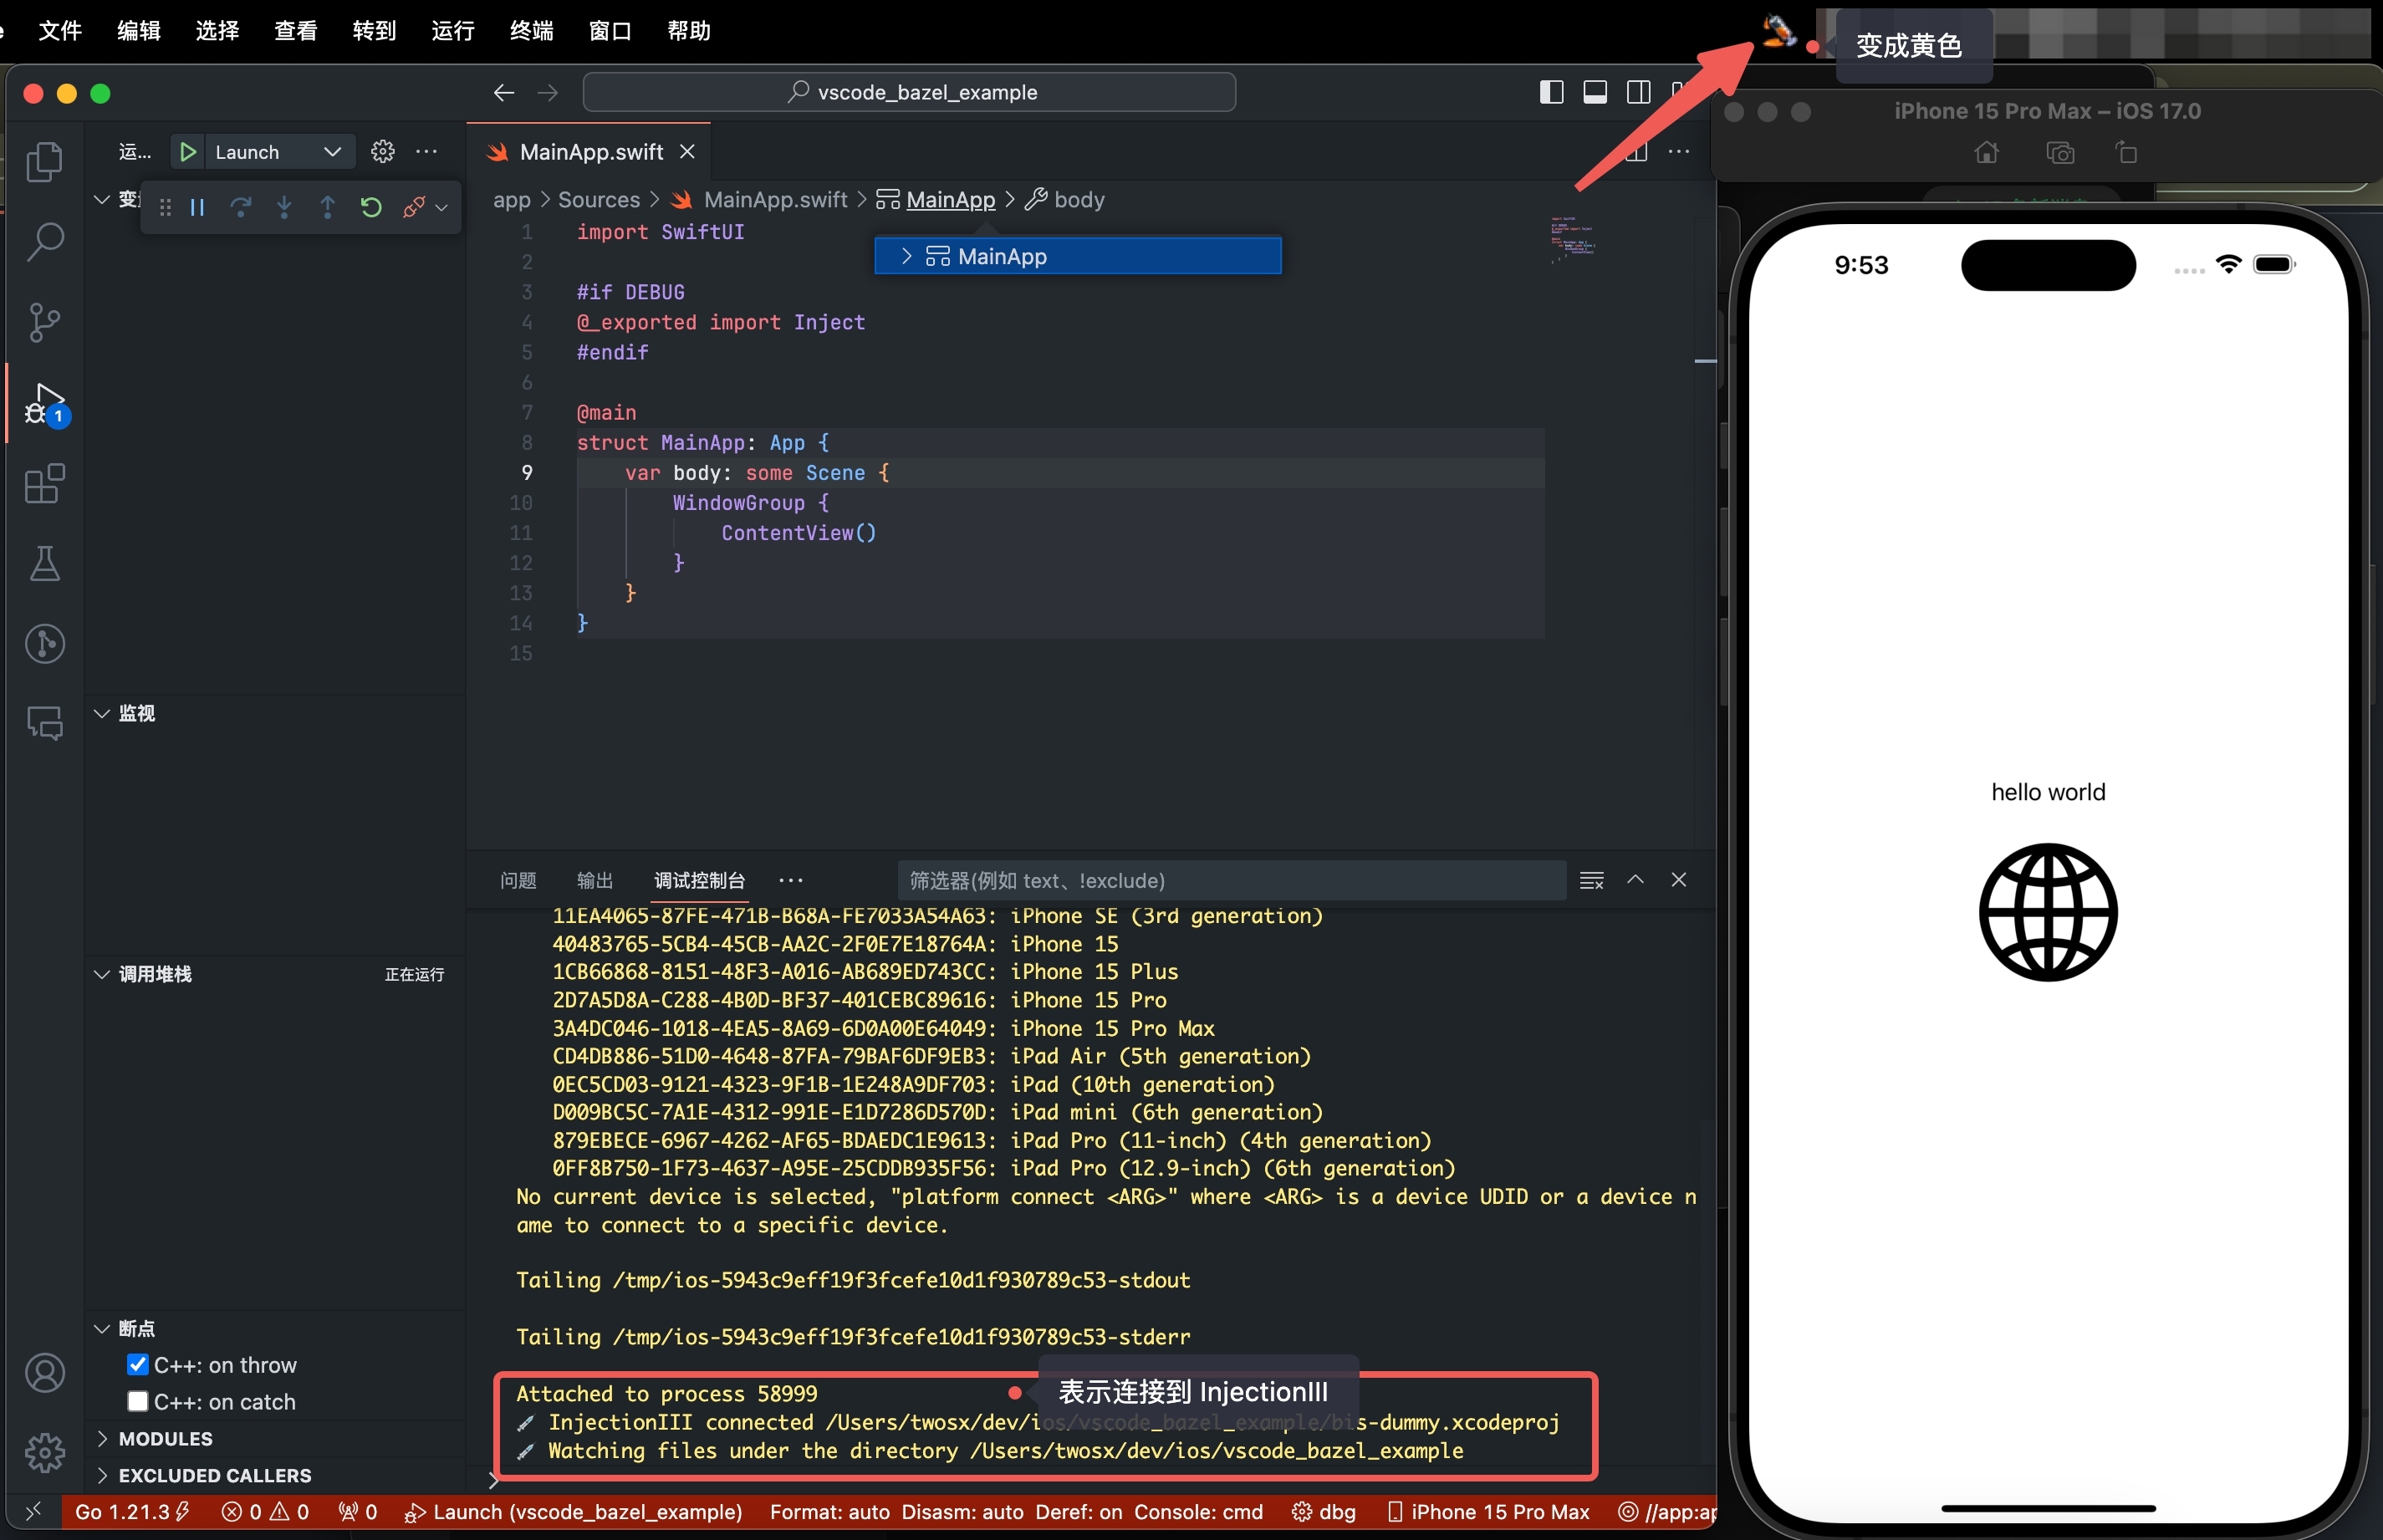 文件 编辑 选择 查看 转到 运行 终端 窗口 帮助
变成黄色
vscode_bazel_example
iPhone 15 Pro Max – iOS 17.0
运... Launch
MainApp.swift
变
app > Sources > MainApp.swift > MainApp > body
MainApp
1 import SwiftUI
2
3 #if DEBUG
4 @_exported import Inject
5 #endif
6
7 @main
8 struct MainApp: App {
9 var body: some Scene {
10 WindowGroup {
11 ContentView()
12 }
13 }
14 }
15
1
监视
调用堆栈 正在运行
断点
C++: on throw
C++: on catch
MODULES
EXCLUDED CALLERS
问题 输出 调试控制台 筛选器(例如 text、!exclude)
11EA4065-87FE-471B-B68A-FE7033A54A63: iPhone SE (3rd generation)
40483765-5CB4-45CB-AA2C-2F0E7E18764A: iPhone 15
1CB66868-8151-48F3-A016-AB689ED743CC: iPhone 15 Plus
2D7A5D8A-C288-4B0D-BF37-401CEBC89616: iPhone 15 Pro
3A4DC046-1018-4EA5-8A69-6D0A00E64049: iPhone 15 Pro Max
CD4DB886-51D0-4648-87FA-79BAF6DF9EB3: iPad Air (5th generation)
0EC5CD03-9121-4323-9F1B-1E248A9DF703: iPad (10th generation)
D009BC5C-7A1E-4312-991E-E1D7286D570D: iPad mini (6th generation)
879EBECE-6967-4262-AF65-BDAEDC1E9613: iPad Pro (11-inch) (4th generation)
0FF8B750-1F73-4637-A95E-25CDDB935F56: iPad Pro (12.9-inch) (6th generation)
No current device is selected, "platform connect <ARG>" where <ARG> is a device UDID or a device n
ame to connect to a specific device.
Tailing /tmp/ios-5943c9eff19f3fcefe10d1f930789c53-stdout
Tailing /tmp/ios-5943c9eff19f3fcefe10d1f930789c53-stderr
Attached to process 58999
表示连接到 InjectionIII
InjectionIII connected /Users/twosx/dev/ios/vscode_bazel_example/bis-dummy.xcodeproj
Watching files under the directory /Users/twosx/dev/ios/vscode_bazel_example
Go 1.21.3 0 0 0 Launch (vscode_bazel_example) Format: auto Disasm: auto Deref: on Console: cmd dbg iPhone 15 Pro Max //app:ap
9:53
hello world